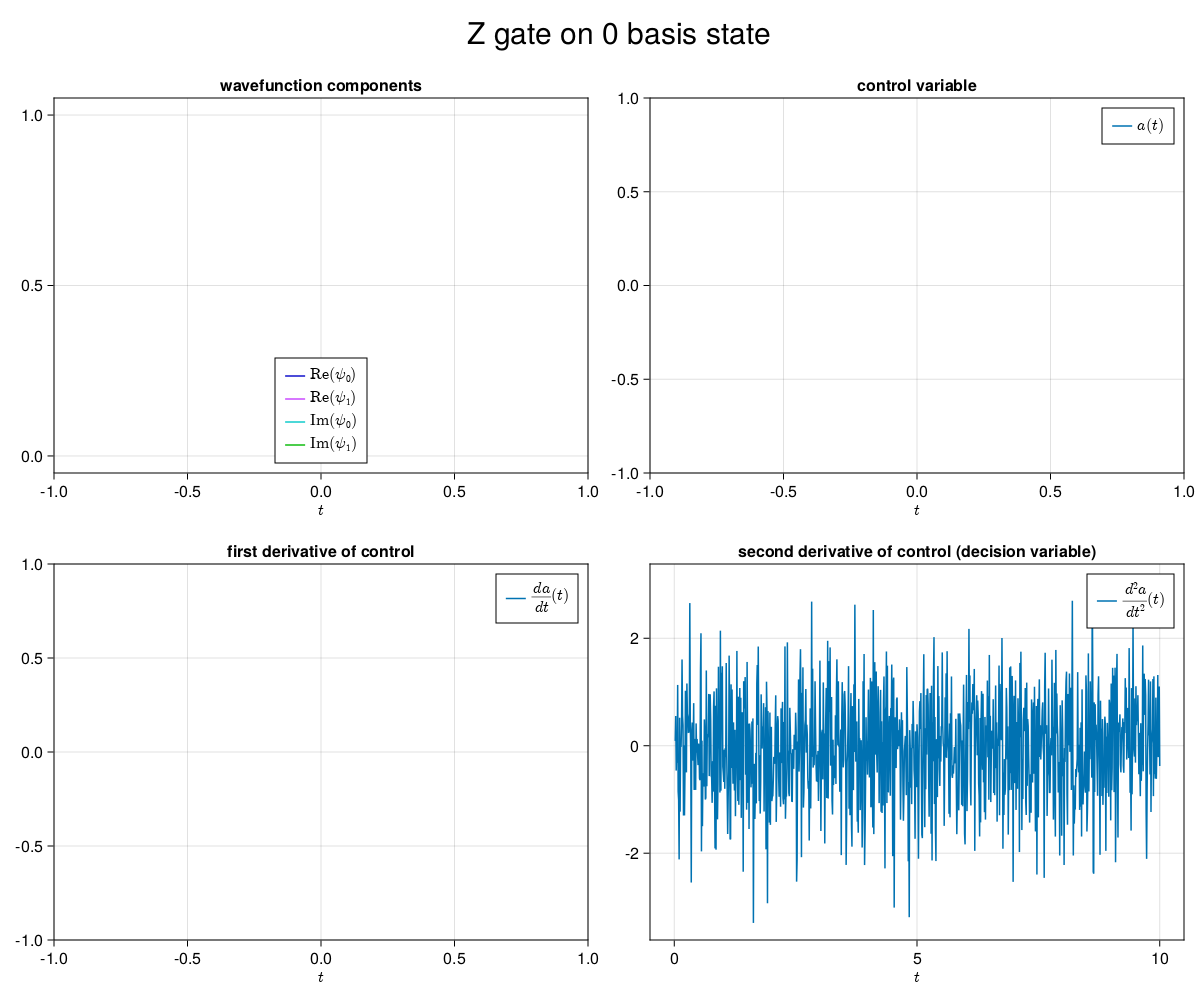 Z gate on 0 basis state
wavefunction components
1.0
0.5
0.0
Re(ψ₀)
Re(ψ₁)
Im(ψ₀)
Im(ψ₁)
-1.0 -0.5 0.0 0.5 1.0
t
control variable
1.0
0.5
0.0
-0.5
-1.0
a(t)
-1.0 -0.5 0.0 0.5 1.0
t
first derivative of control
1.0
0.5
0.0
-0.5
-1.0
da/dt(t)
-1.0 -0.5 0.0 0.5 1.0
t
second derivative of control (decision variable)
2
0
-2
d²a/dt²(t)
0 5 10
t